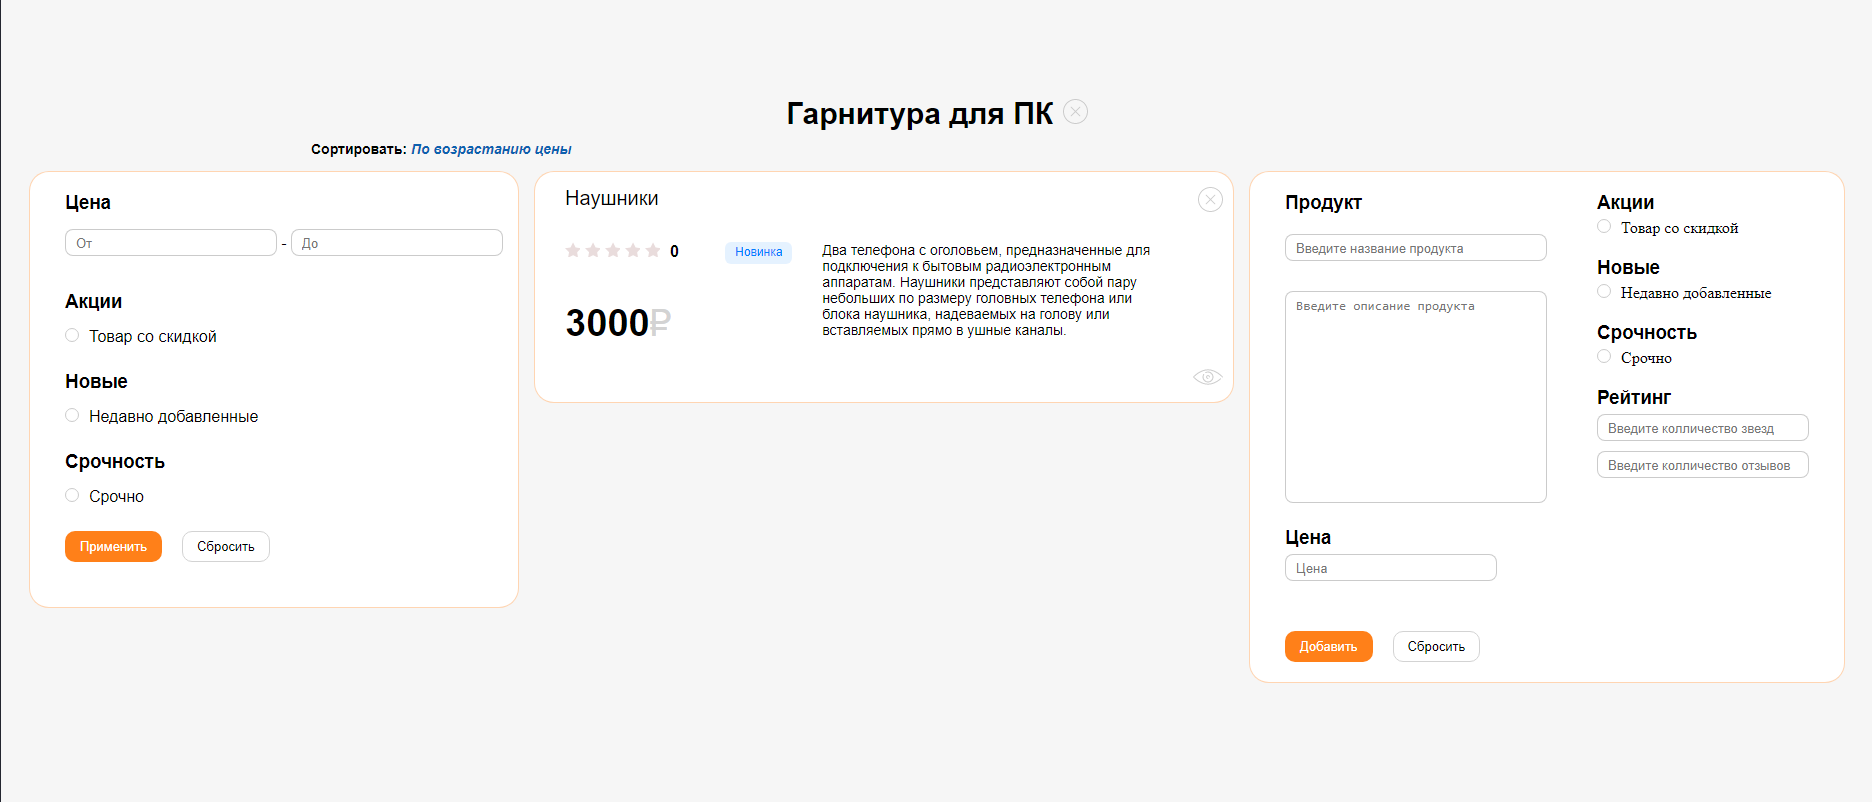 Гарнитура для ПК
Сортировать: По возрастанию цены
Цена
От - До
Акции
Товар со скидкой
Новые
Недавно добавленные
Срочность
Срочно
Применить Сбросить
Наушники
0
Новинка
3000₽
Два телефона с оголовьем, предназначенные для
подключения к бытовым радиоэлектронным
аппаратам. Наушники представляют собой пару
небольших по размеру головных телефона или
блока наушника, надеваемых на голову или
вставляемых прямо в ушные каналы.
Продукт
Введите название продукта
Введите описание продукта
Цена
Цена
Добавить Сбросить
Акции
Товар со скидкой
Новые
Недавно добавленные
Срочность
Срочно
Рейтинг
Введите колличество звезд
Введите колличество отзывов